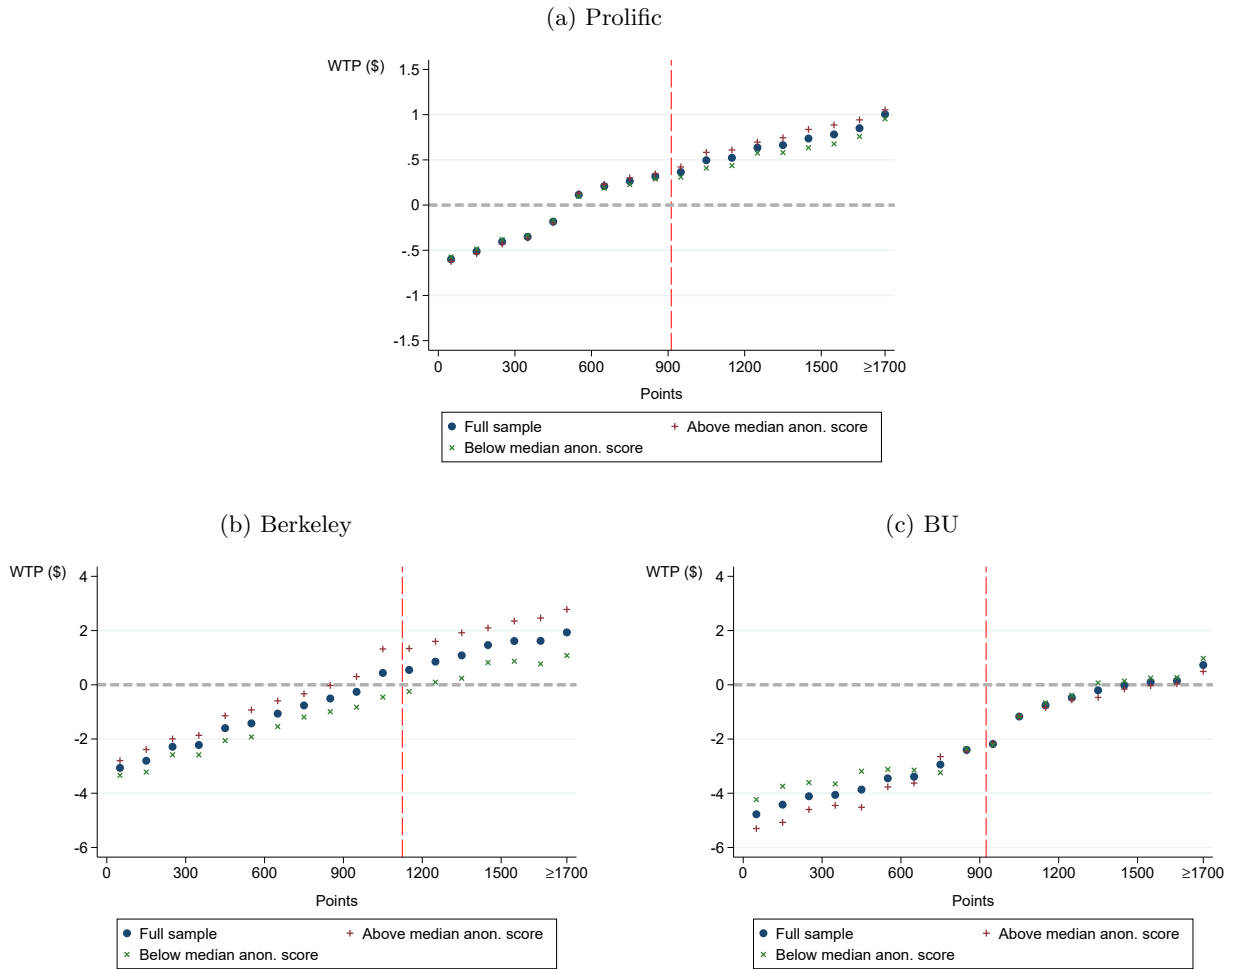 (a) Prolific
WTP ($)
1.5
1
.5
0
-.5
-1
-1.5
0 300 600 900 1200 1500 ≥1700
Points
Full sample
Above median anon. score
Below median anon. score
(b) Berkeley
WTP ($)
4
2
0
-2
-4
-6
0 300 600 900 1200 1500 ≥1700
Points
Full sample
Above median anon. score
Below median anon. score
(c) BU
WTP ($)
4
2
0
-2
-4
-6
0 300 600 900 1200 1500 ≥1700
Points
Full sample
Above median anon. score
Below median anon. score